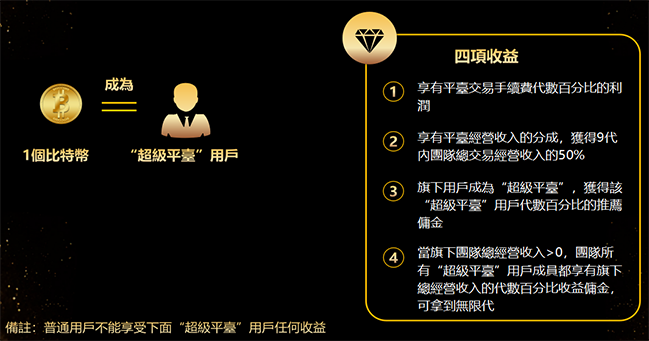 成為
1個比特幣
“超級平臺”用戶
四項收益
1
享有平臺交易手續費代數百分比的利
潤
2
享有平臺經營收入的分成，獲得9代
內團隊總交易經營收入的50%
3
旗下用戶成為“超級平臺”，獲得該
“超級平臺”用戶代數百分比的推薦
傭金
4
當旗下團隊總經營收入>0，團隊所
有“超級平臺”用戶成員都享有旗下
總經營收入的代數百分比收益傭金，
可拿到無限代
備註：普通用戶不能享受下面“超級平臺”用戶任何收益